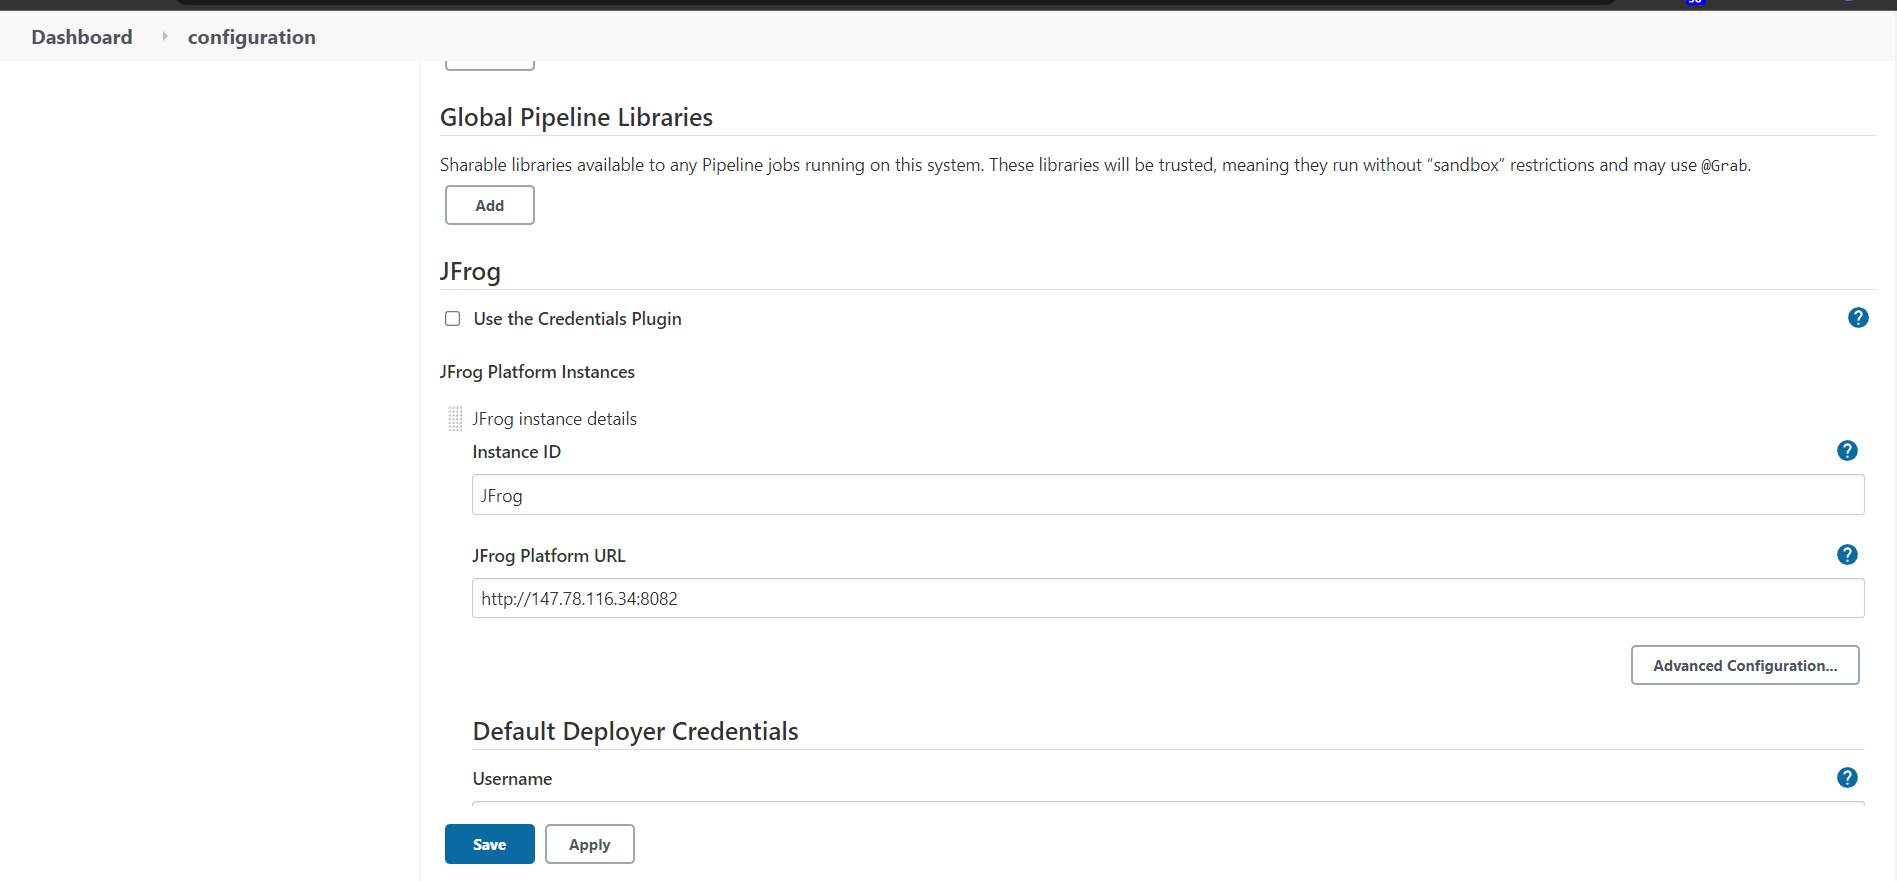 Dashboard
configuration
Global Pipeline Libraries
Sharable libraries available to any Pipeline jobs running on this system. These libraries will be trusted, meaning they run without “sandbox” restrictions and may use @Grab.
Add
JFrog
Use the Credentials Plugin
?
JFrog Platform Instances
JFrog instance details
Instance ID
?
JFrog
JFrog Platform URL
?
http://147.78.116.34:8082
Advanced Configuration...
Default Deployer Credentials
Username
?
Save
Apply